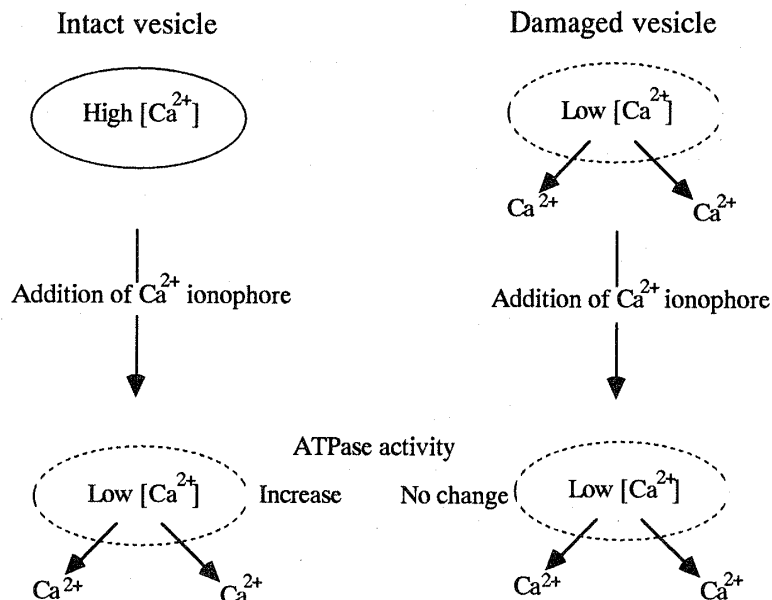 Intact vesicle
Damaged vesicle
High [Ca2+]
Low [Ca2+]
Ca2+
Ca2+
Addition of Ca2+ ionophore
Addition of Ca2+ ionophore
ATPase activity
Low [Ca2+]
Increase
No change
Low [Ca2+]
Ca2+
Ca2+
Ca2+
Ca2+